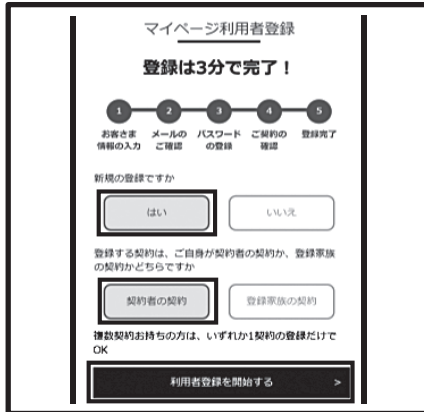 マイページ利用者登録
登録は3分で完了！
1 2 3 4 5
お客さま メールの パスワード ご契約の 登録完了
情報の入力 ご確認 の登録 確認
新規の登録ですか
はい いいえ
登録する契約は、ご自身が契約者の契約か、登録家族
の契約かどちらですか
契約者の契約 登録家族の契約
複数契約お持ちの方は、いずれか1契約の登録だけで
OK
利用者登録を開始する >